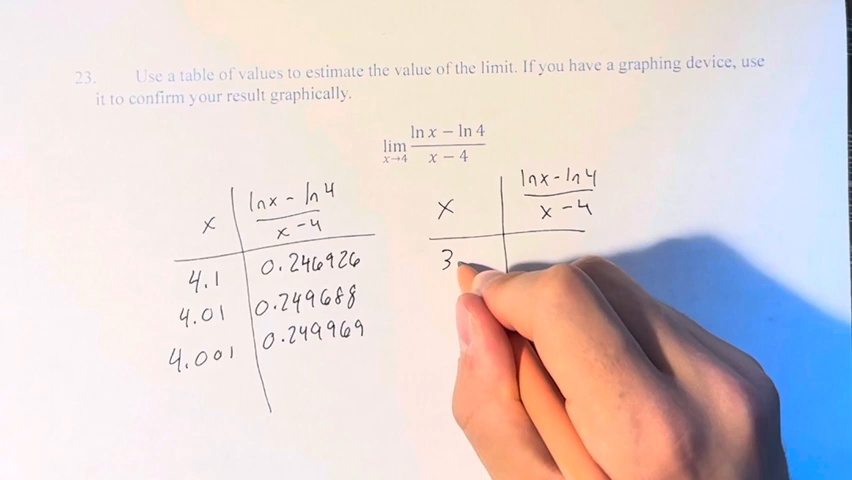 23. Use a table of values to estimate the value of the limit. If you have a graphing device, use
it to confirm your result graphically.
lim x→4 (ln x − ln 4)/(x − 4)
x | (lnx - ln 4)/(x - 4)
4.1 | 0.246926
4.01 | 0.249688
4.001 | 0.249969
x | (lnx - ln 4)/(x - 4)
3.